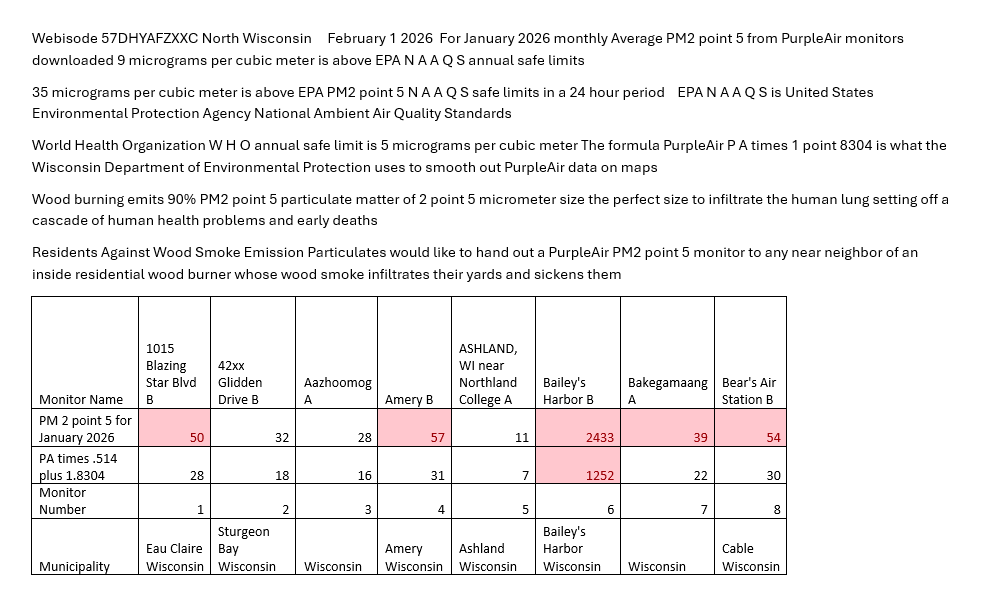 Webisode 57DHYAFZXXC North Wisconsin February 1 2026 For January 2026 monthly Average PM2 point 5 from PurpleAir monitors
downloaded 9 micrograms per cubic meter is above EPA N A A Q S annual safe limits
35 micrograms per cubic meter is above EPA PM2 point 5 N A A Q S safe limits in a 24 hour period EPA N A A Q S is United States
Environmental Protection Agency National Ambient Air Quality Standards
World Health Organization W H O annual safe limit is 5 micrograms per cubic meter The formula PurpleAir P A times 1 point 8304 is what the
Wisconsin Department of Environmental Protection uses to smooth out PurpleAir data on maps
Wood burning emits 90% PM2 point 5 particulate matter of 2 point 5 micrometer size the perfect size to infiltrate the human lung setting off a
cascade of human health problems and early deaths
Residents Against Wood Smoke Emission Particulates would like to hand out a PurpleAir PM2 point 5 monitor to any near neighbor of an
inside residential wood burner whose wood smoke infiltrates their yards and sickens them
Monitor Name 1015 Blazing Star Blvd B 42xx Glidden Drive B Aazhoomog A Amery B ASHLAND, WI near Northland College A Bailey's Harbor B Bakegamaang A Bear's Air Station B
PM 2 point 5 for January 2026 50 32 28 57 11 2433 39 54
PA times .514 plus 1.8304 28 18 16 31 7 1252 22 30
Monitor Number 1 2 3 4 5 6 7 8
Municipality Eau Claire Wisconsin Sturgeon Bay Wisconsin Wisconsin Amery Wisconsin Ashland Wisconsin Bailey's Harbor Wisconsin Wisconsin Cable Wisconsin